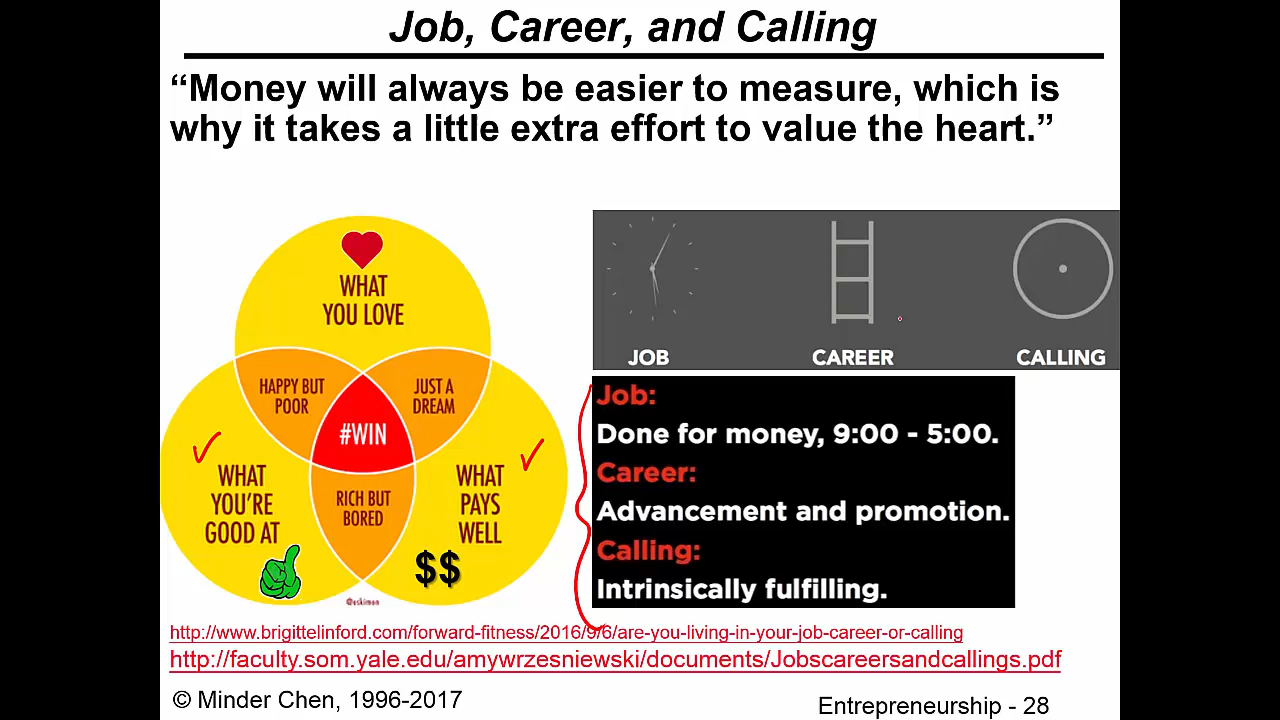 Job, Career, and Calling
“Money will always be easier to measure, which is
why it takes a little extra effort to value the heart.”
WHAT
YOU LOVE
HAPPY BUT
POOR
JUST A
DREAM
#WIN
WHAT
YOU'RE
GOOD AT
RICH BUT
BORED
WHAT
PAYS
WELL
$$
@eskimon
JOB
CAREER
CALLING
Job:
Done for money, 9:00 - 5:00.
Career:
Advancement and promotion.
Calling:
Intrinsically fulfilling.
http://www.brigittelinford.com/forward-fitness/2016/9/6/are-you-living-in-your-job-career-or-calling
http://faculty.som.yale.edu/amywrzesniewski/documents/Jobscareersandcallings.pdf
© Minder Chen, 1996-2017
Entrepreneurship - 28